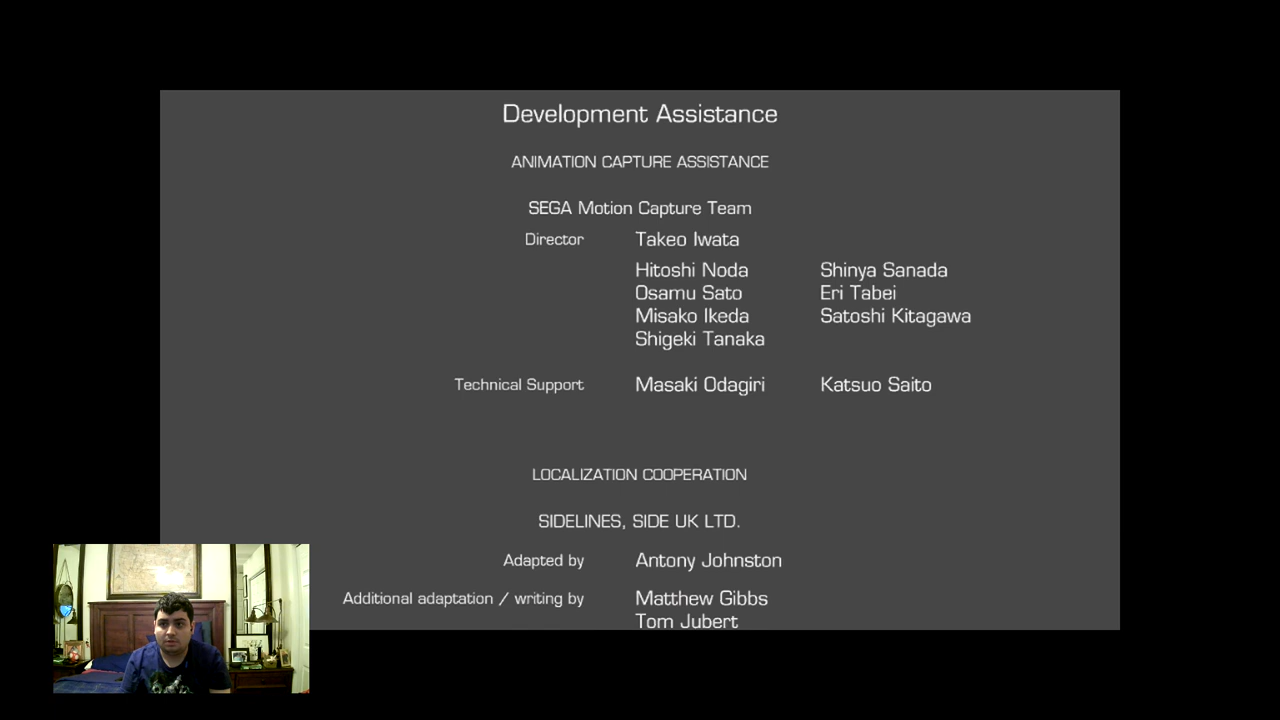 Development Assistance
ANIMATION CAPTURE ASSISTANCE
SEGA Motion Capture Team
Director Takeo Iwata
Hitoshi Noda Shinya Sanada
Osamu Sato Eri Tabei
Misako Ikeda Satoshi Kitagawa
Shigeki Tanaka
Technical Support Masaki Odagiri Katsuo Saito
LOCALIZATION COOPERATION
SIDELINES, SIDE UK LTD.
Adapted by Antony Johnston
Additional adaptation / writing by Matthew Gibbs
Tom Jubert